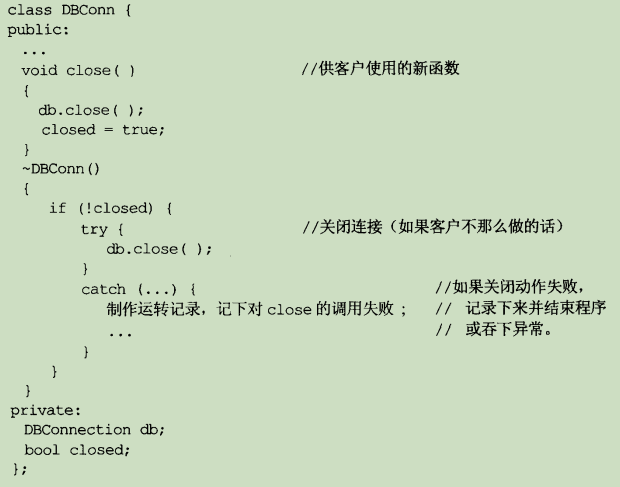 class DBConn {
public:
...
void close( ) //供客户使用的新函数
{
db.close( );
closed = true;
}
~DBConn()
{
if (!closed) {
try { //关闭连接（如果客户不那么做的话）
db.close( );
}
catch (...) { //如果关闭动作失败，
制作运转记录，记下对 close 的调用失败； // 记录下来并结束程序
... // 或吞下异常。
}
}
}
private:
DBConnection db;
bool closed;
};